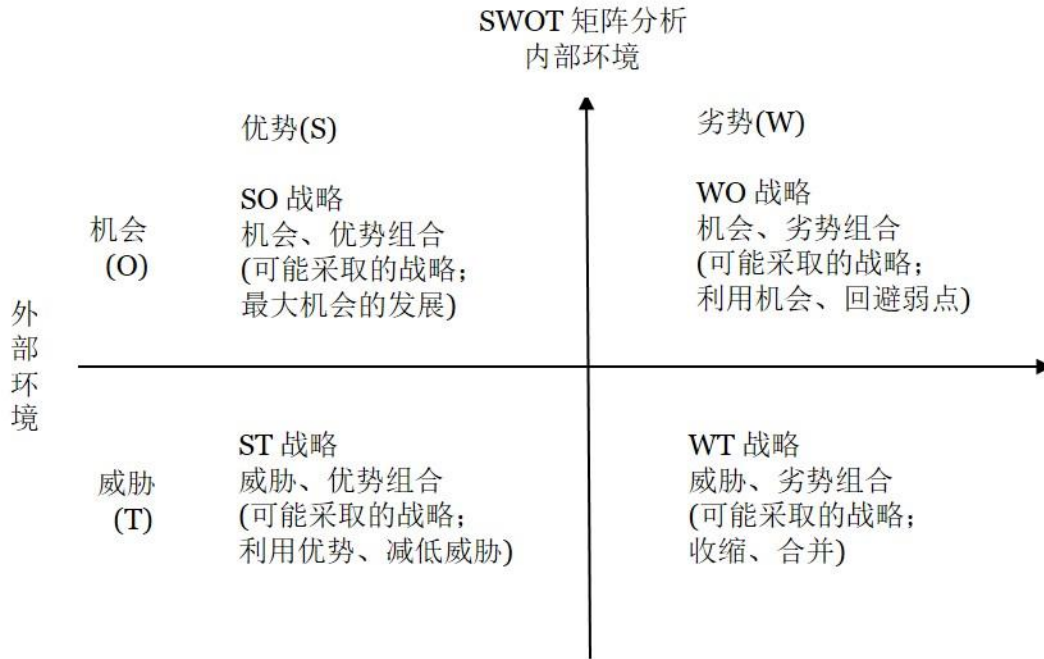 SWOT 矩阵分析
内部环境
优势(S)
劣势(W)
机会
(O)
SO 战略
机会、优势组合
(可能采取的战略;
最大机会的发展)
WO 战略
机会、劣势组合
(可能采取的战略;
利用机会、回避弱点)
外
部
环
境
威胁
(T)
ST 战略
威胁、优势组合
(可能采取的战略;
利用优势、减低威胁)
WT 战略
威胁、劣势组合
(可能采取的战略;
收缩、合并)